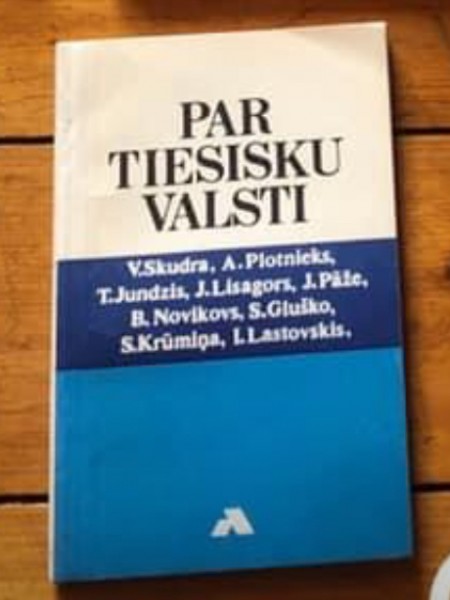 PAR
TIESISKU
VALSTI
V.Skudra, A.Plotnieks,
T.Jundzis, J.Lisagors, J.Pāže,
B.Novikovs, S.Gluško,
S.Krūmiņa, I.Lastovskis,